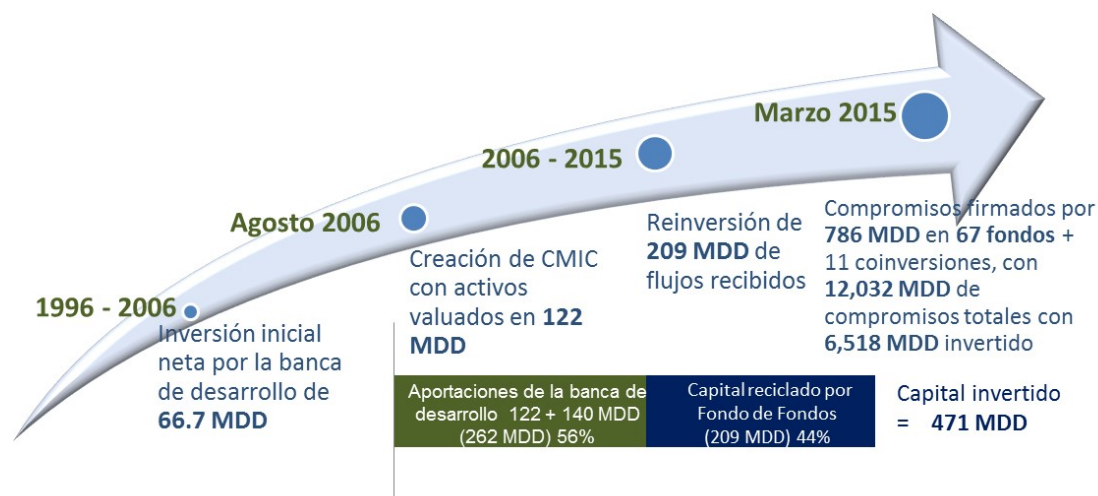 1996 - 2006
Inversión inicial
neta por la banca
de desarrollo de
66.7 MDD
Agosto 2006
Creación de CMIC
con activos
valuados en 122
MDD
2006 - 2015
Reinversión de
209 MDD de
flujos recibidos
Marzo 2015
Compromisos firmados por
786 MDD en 67 fondos +
11 coinversiones, con
12,032 MDD de
compromisos totales con
6,518 MDD invertido
Aportaciones de la banca de
desarrollo 122 + 140 MDD
(262 MDD) 56%
Capital reciclado por
Fondo de Fondos
(209 MDD) 44%
Capital invertido
= 471 MDD